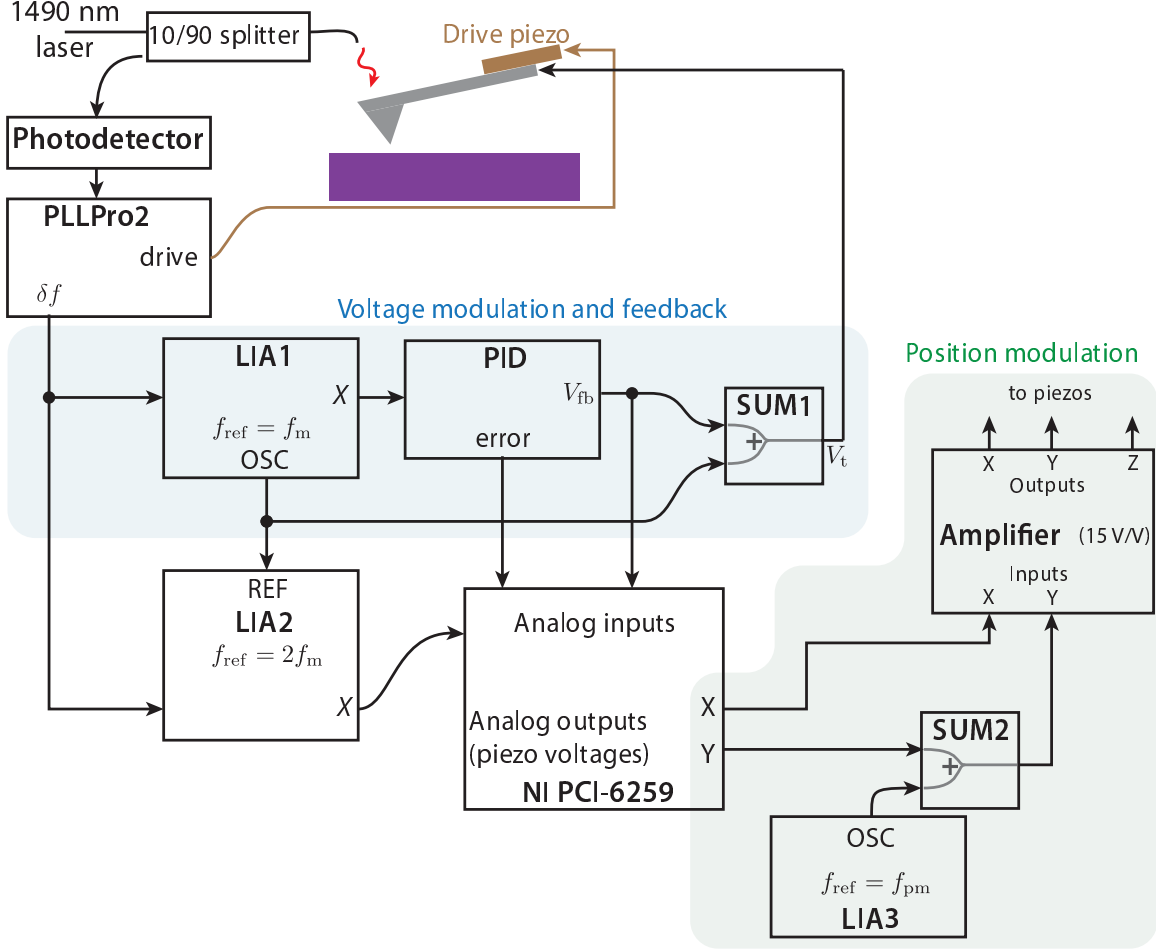 1490 nm
laser
10/90 splitter
Drive piezo
Photodetector
PLLPro2
drive
δf
Voltage modulation and feedback
LIA1
X
f_ref = f_m
OSC
PID
V_fb
error
SUM1
+
V_t
Position modulation
to piezos
X Y Z
Outputs
Amplifier (15 V/V)
Inputs
X Y
REF
LIA2
f_ref = 2f_m
X
Analog inputs
Analog outputs
(piezo voltages)
X
Y
NI PCI-6259
SUM2
+
OSC
f_ref = f_pm
LIA3